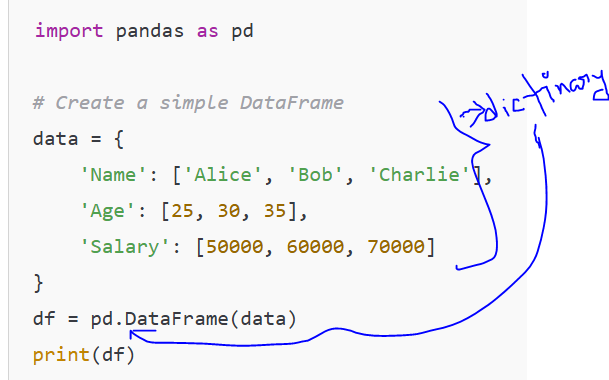 import pandas as pd
# Create a simple DataFrame
data = {
    'Name': ['Alice', 'Bob', 'Charlie'],
    'Age': [25, 30, 35],
    'Salary': [50000, 60000, 70000]
}
df = pd.DataFrame(data)
print(df)
→dictinary